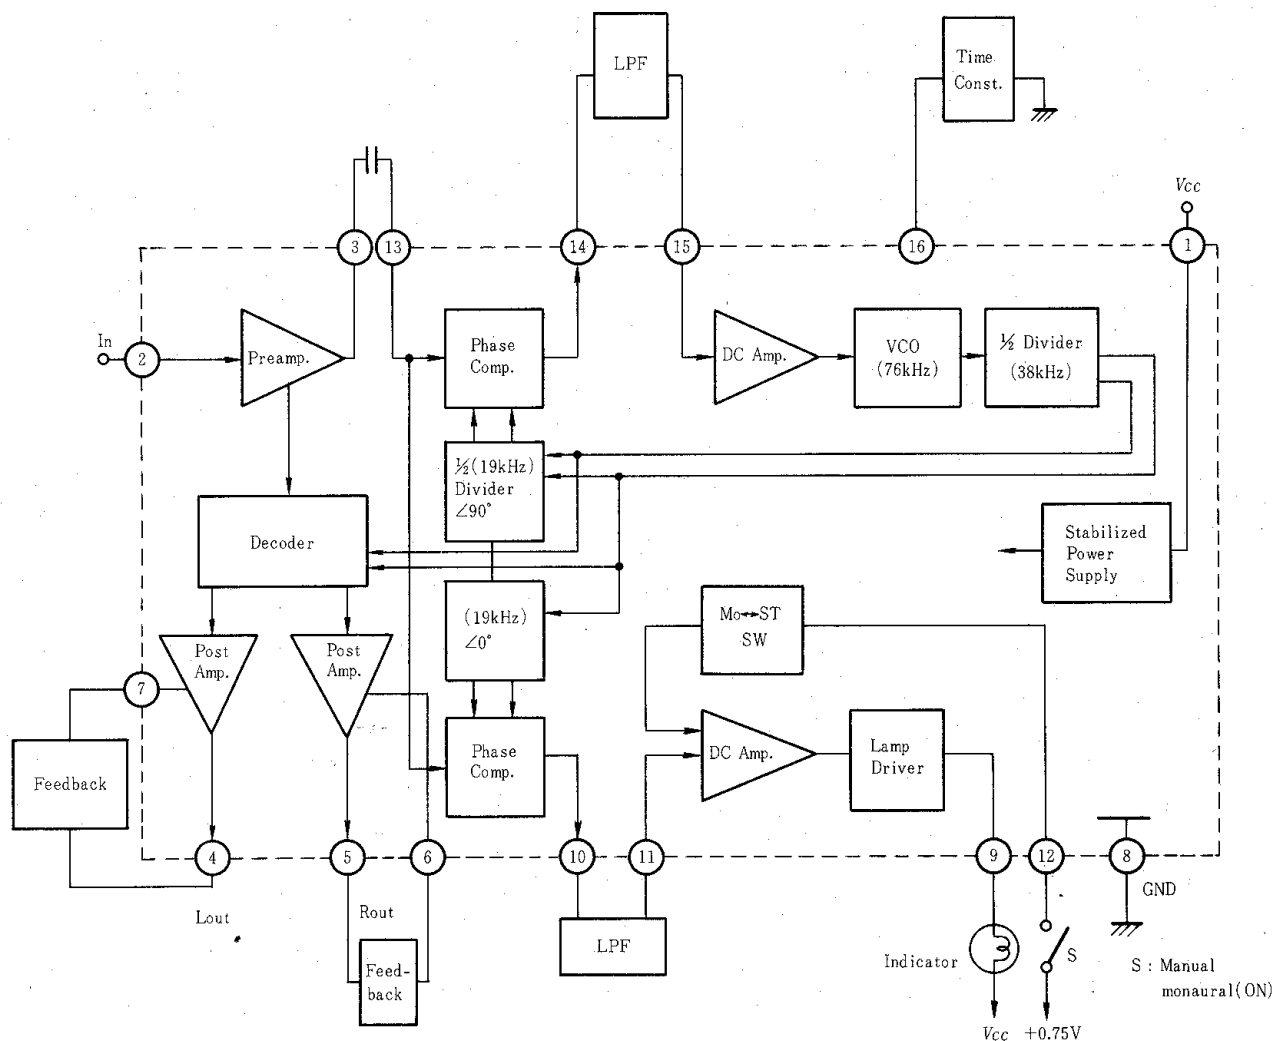 LPF
Time
Const.
Vcc
3
13
14
15
16
1
In
2
Preamp.
Phase
Comp.
DC Amp.
VCO
(76kHz)
½ Divider
(38kHz)
½(19kHz)
Divider
∠90°
Decoder
Stabilized
Power
Supply
(19kHz)
∠0°
Mo↔ST
SW
Post
Amp.
Post
Amp.
7
Feedback
Phase
Comp.
DC Amp.
Lamp
Driver
4
5
6
10
11
9
12
8
GND
Lout
Rout
LPF
Feed-
back
Indicator
S
S : Manual
monaural(ON)
Vcc
+0.75V